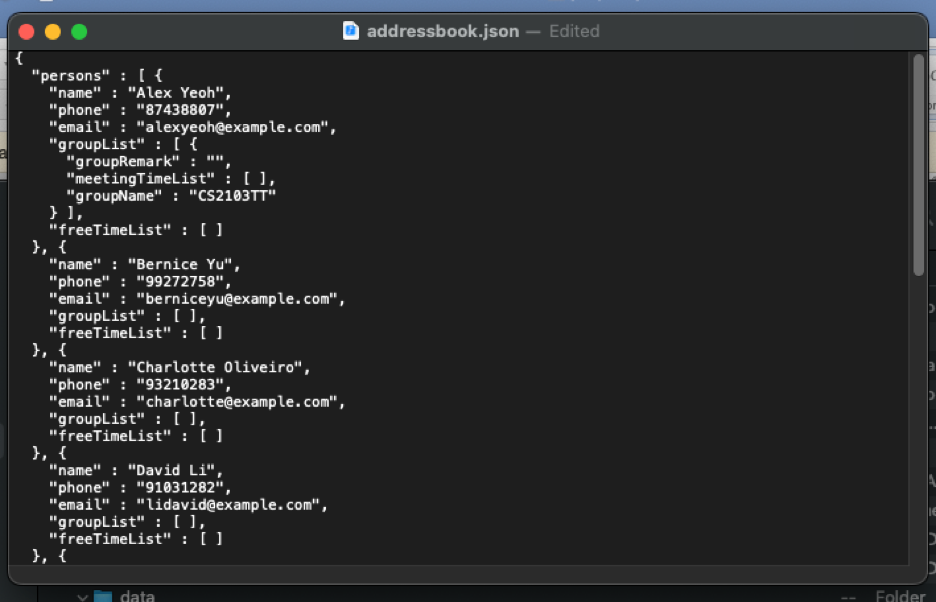 addressbook.json — Edited
{
  "persons" : [ {
    "name" : "Alex Yeoh",
    "phone" : "87438807",
    "email" : "alexyeoh@example.com",
    "groupList" : [ {
      "groupRemark" : "",
      "meetingTimeList" : [ ],
      "groupName" : "CS2103TT"
    } ],
    "freeTimeList" : [ ]
  }, {
    "name" : "Bernice Yu",
    "phone" : "99272758",
    "email" : "berniceyu@example.com",
    "groupList" : [ ],
    "freeTimeList" : [ ]
  }, {
    "name" : "Charlotte Oliveiro",
    "phone" : "93210283",
    "email" : "charlotte@example.com",
    "groupList" : [ ],
    "freeTimeList" : [ ]
  }, {
    "name" : "David Li",
    "phone" : "91031282",
    "email" : "lidavid@example.com",
    "groupList" : [ ],
    "freeTimeList" : [ ]
  }, {
data -- Folder